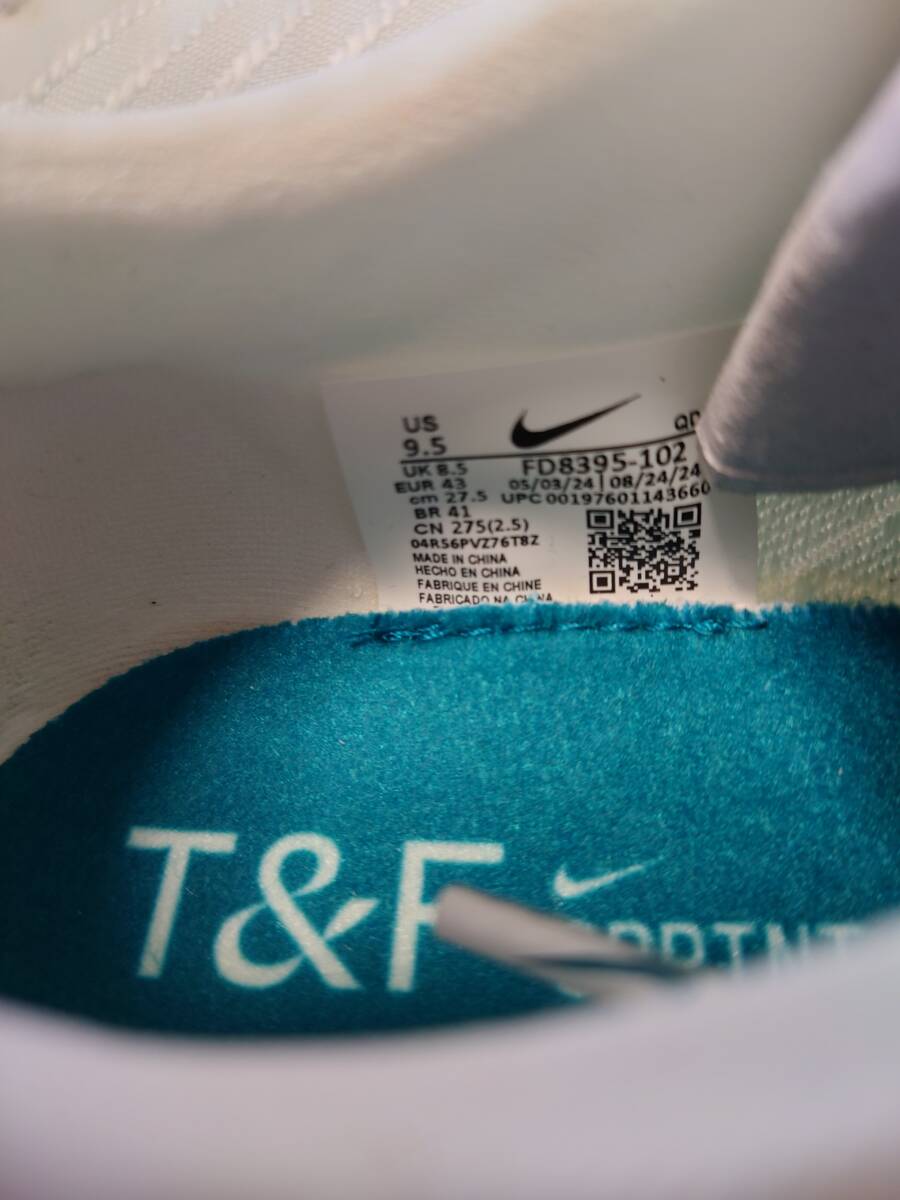 US
9.5
QD
UK 8.5
FD8395-102
EUR 43
05/03/24 | 08/24/24
cm 27.5
UPC 00197601143660
BR 41
CN 275(2.5)
04RS6PVZ76T8Z
MADE IN CHINA
HECHO EN CHINA
FABRIQUE EN CHINE
FABRICADO NA CHINA
T&F